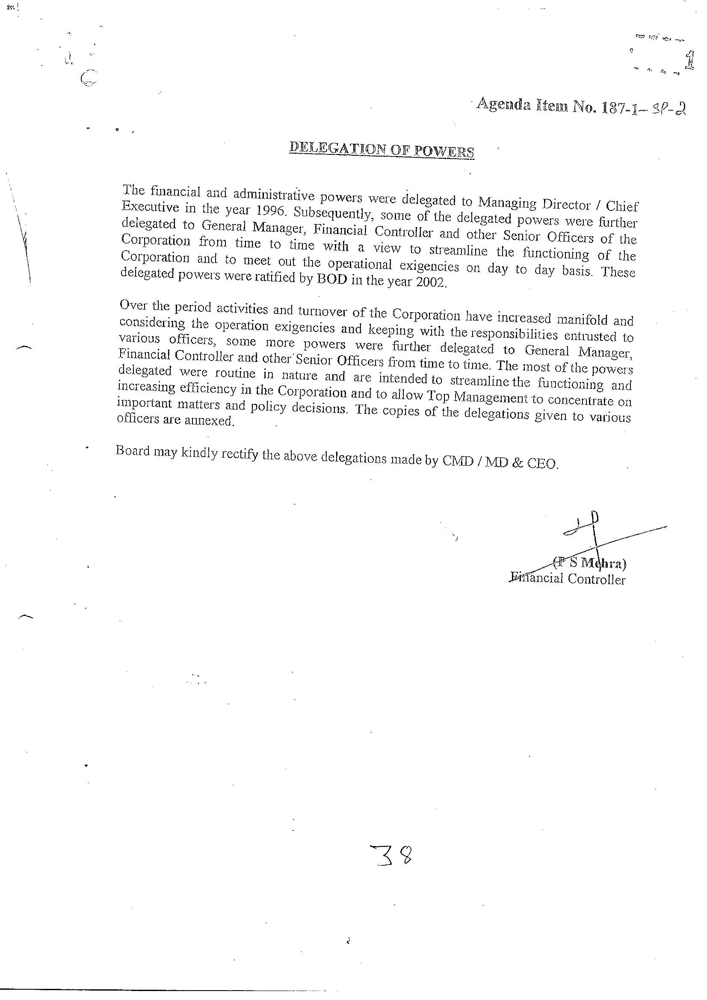 1
Agenda Item No. 187-1- SP-2
DELEGATION OF POWERS
The financial and administrative powers were delegated to Managing Director / Chief
Executive in the year 1996. Subsequently, some of the delegated powers were further
delegated to General Manager, Financial Controller and other Senior Officers of the
Corporation from time to time with a view to streamline the functioning of the
Corporation and to meet out the operational exigencies on day to day basis. These
delegated powers were ratified by BOD in the year 2002.
Over the period activities and turnover of the Corporation have increased manifold and
considering the operation exigencies and keeping with the responsibilities entrusted to
various officers, some more powers were further delegated to General Manager,
Financial Controller and other Senior Officers from time to time. The most of the powers
delegated were routine in nature and are intended to streamline the functioning and
increasing efficiency in the Corporation and to allow Top Management to concentrate on
important matters and policy decisions. The copies of the delegations given to various
officers are annexed.
Board may kindly rectify the above delegations made by CMD / MD & CEO.
(P S Mehra)
Financial Controller
38